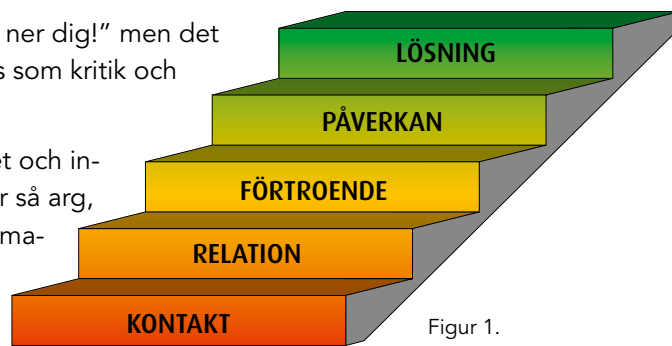 ner dig!” men det
s som kritik och
et och in-
r så arg,
ma-
LÖSNING
PÅVERKAN
FÖRTROENDE
RELATION
KONTAKT
Figur 1.